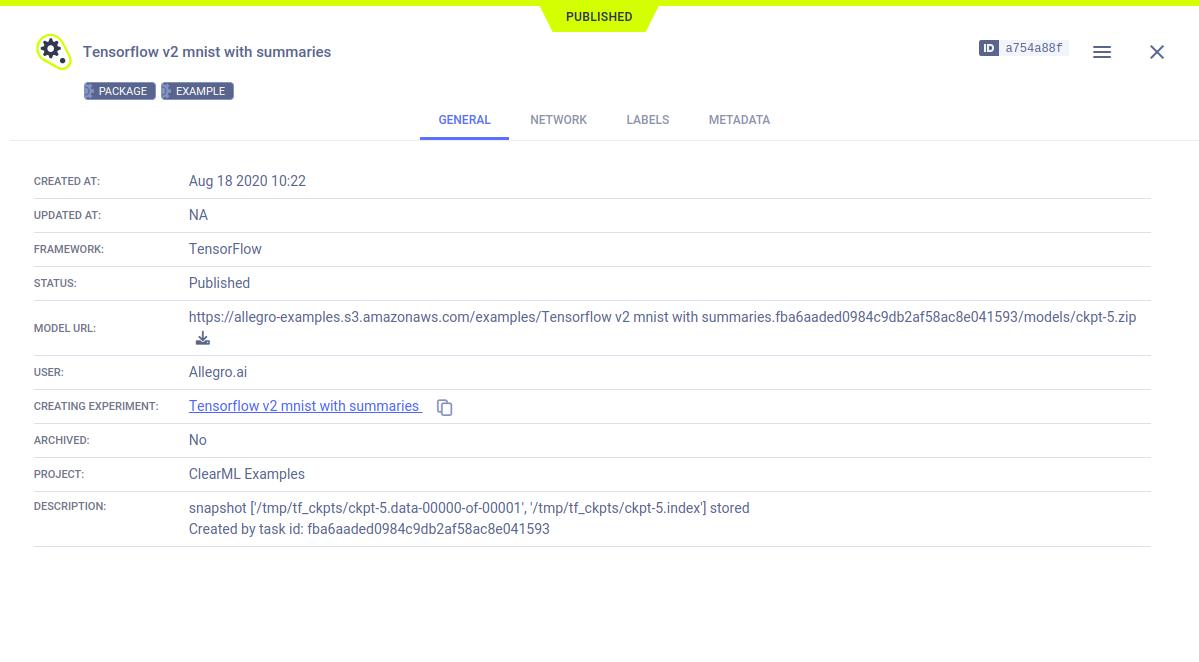 PUBLISHED
Tensorflow v2 mnist with summaries
ID a754a88f
PACKAGE EXAMPLE
GENERAL NETWORK LABELS METADATA
CREATED AT: Aug 18 2020 10:22
UPDATED AT: NA
FRAMEWORK: TensorFlow
STATUS: Published
MODEL URL: https://allegro-examples.s3.amazonaws.com/examples/Tensorflow v2 mnist with summaries.fba6aaded0984c9db2af58ac8e041593/models/ckpt-5.zip
USER: Allegro.ai
CREATING EXPERIMENT: Tensorflow v2 mnist with summaries
ARCHIVED: No
PROJECT: ClearML Examples
DESCRIPTION: snapshot ['/tmp/tf_ckpts/ckpt-5.data-00000-of-00001', '/tmp/tf_ckpts/ckpt-5.index'] stored
Created by task id: fba6aaded0984c9db2af58ac8e041593